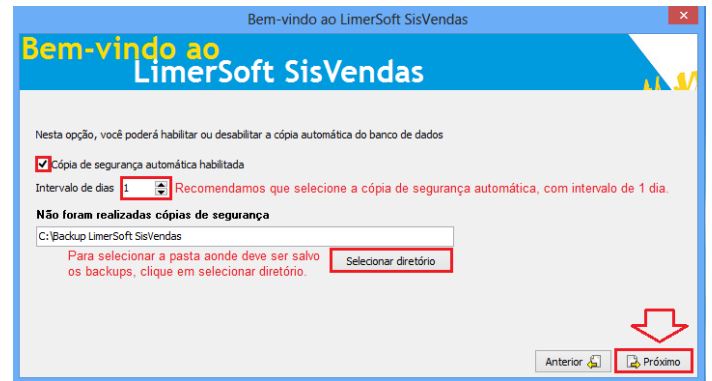 Bem-vindo ao LimerSoft SisVendas
Bem-vindo ao
LimerSoft SisVendas
Nesta opção, você poderá habilitar ou desabilitar a cópia automática do banco de dados
Cópia de segurança automática habilitada
Intervalo de dias 1 Recomendamos que selecione a cópia de segurança automática, com intervalo de 1 dia.
Não foram realizadas cópias de segurança
C:\Backup LimerSoft SisVendas
Para selecionar a pasta aonde deve ser salvo
os backups, clique em selecionar diretório.
Selecionar diretório
Anterior
Próximo